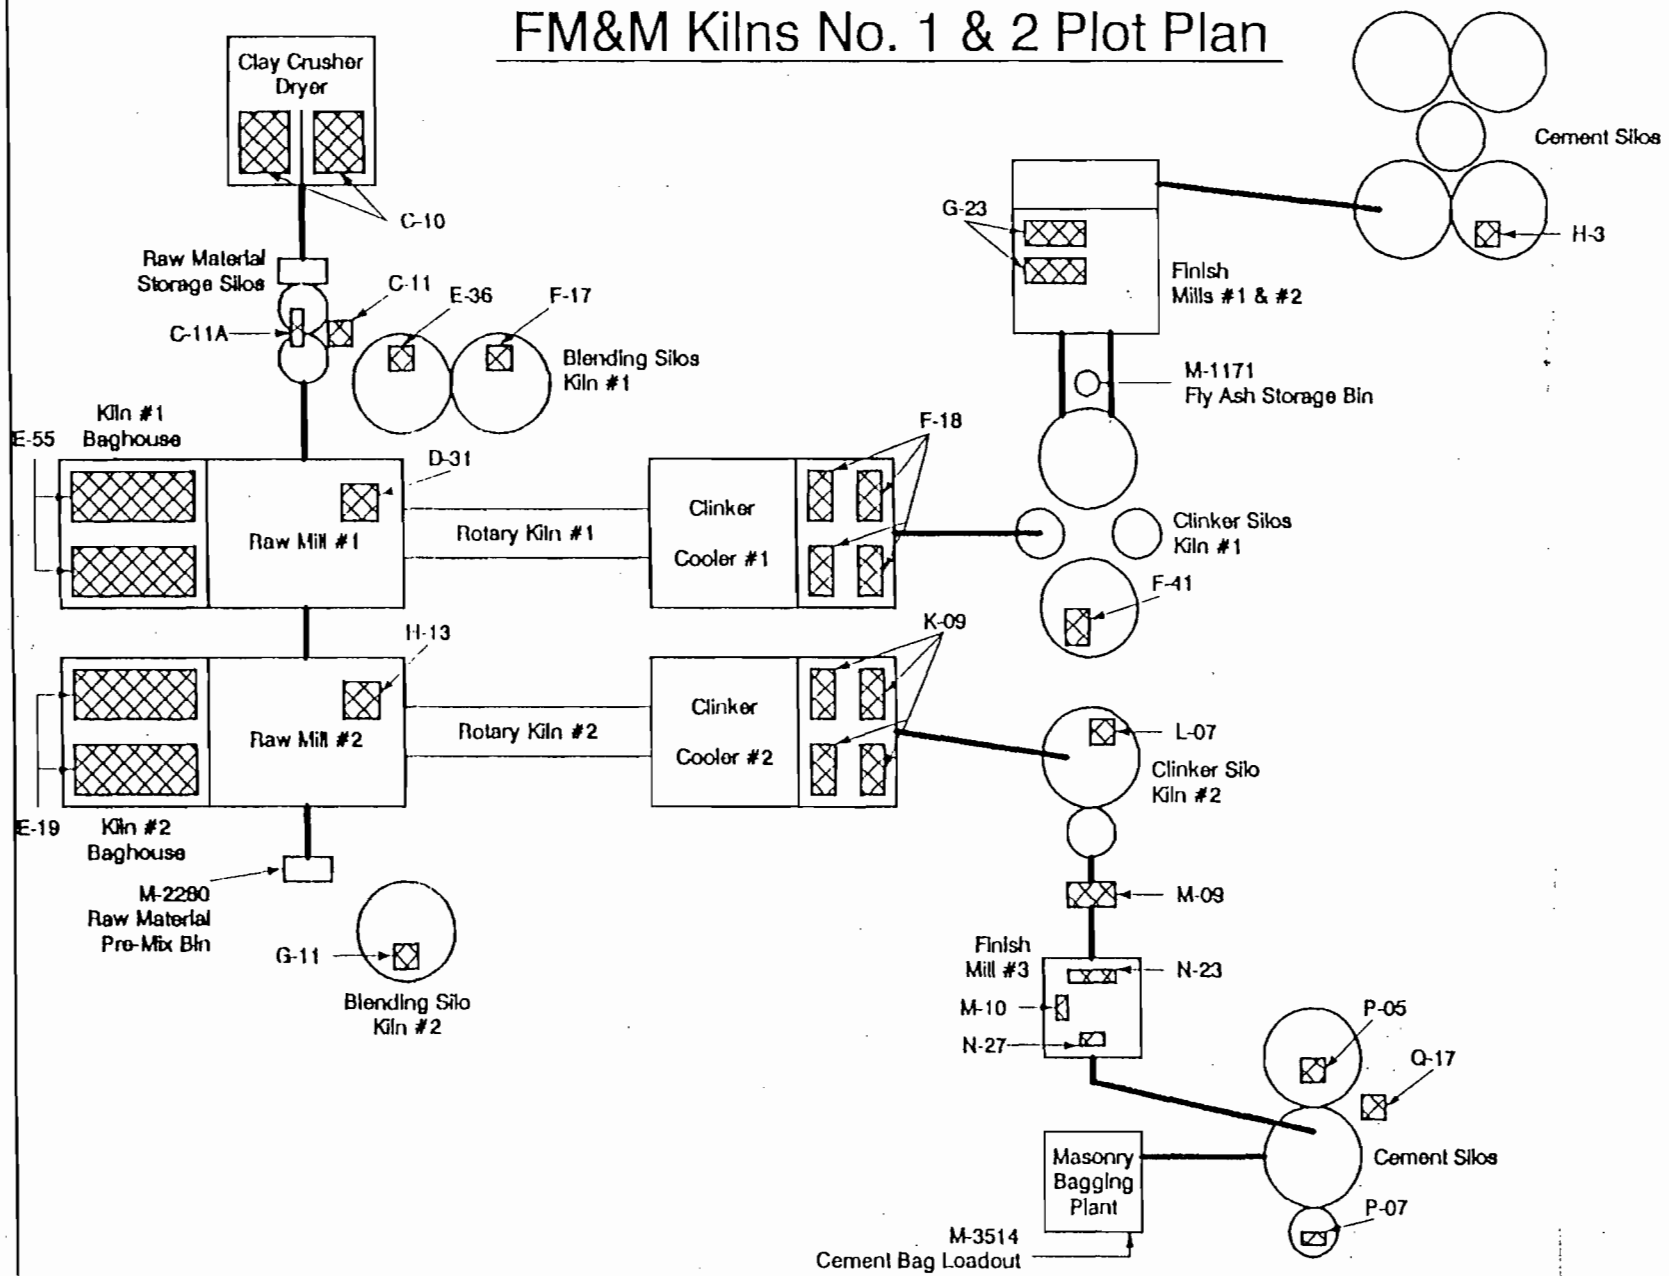 FM&M Kilns No. 1 & 2 Plot Plan
Clay Crusher
Dryer
Cement Silos
C-10
G-23
H-3
Raw Material
Storage Silos
C-11
E-36
F-17
Finish
Mills #1 & #2
C-11A
Blending Silos
Kiln #1
M-1171
Fly Ash Storage Bin
Kiln #1
Baghouse
E-55
F-18
D-31
Raw Mill #1
Rotary Kiln #1
Clinker
Cooler #1
Clinker Silos
Kiln #1
F-41
H-13
K-09
Raw Mill #2
Rotary Kiln #2
Clinker
Cooler #2
L-07
Clinker Silo
Kiln #2
E-19
Kiln #2
Baghouse
M-2280
Raw Material
Pre-Mix Bin
M-09
G-11
Blending Silo
Kiln #2
Finish
Mill #3
N-23
M-10
N-27
P-05
Q-17
Masonry
Bagging
Plant
Cement Silos
P-07
M-3514
Cement Bag Loadout